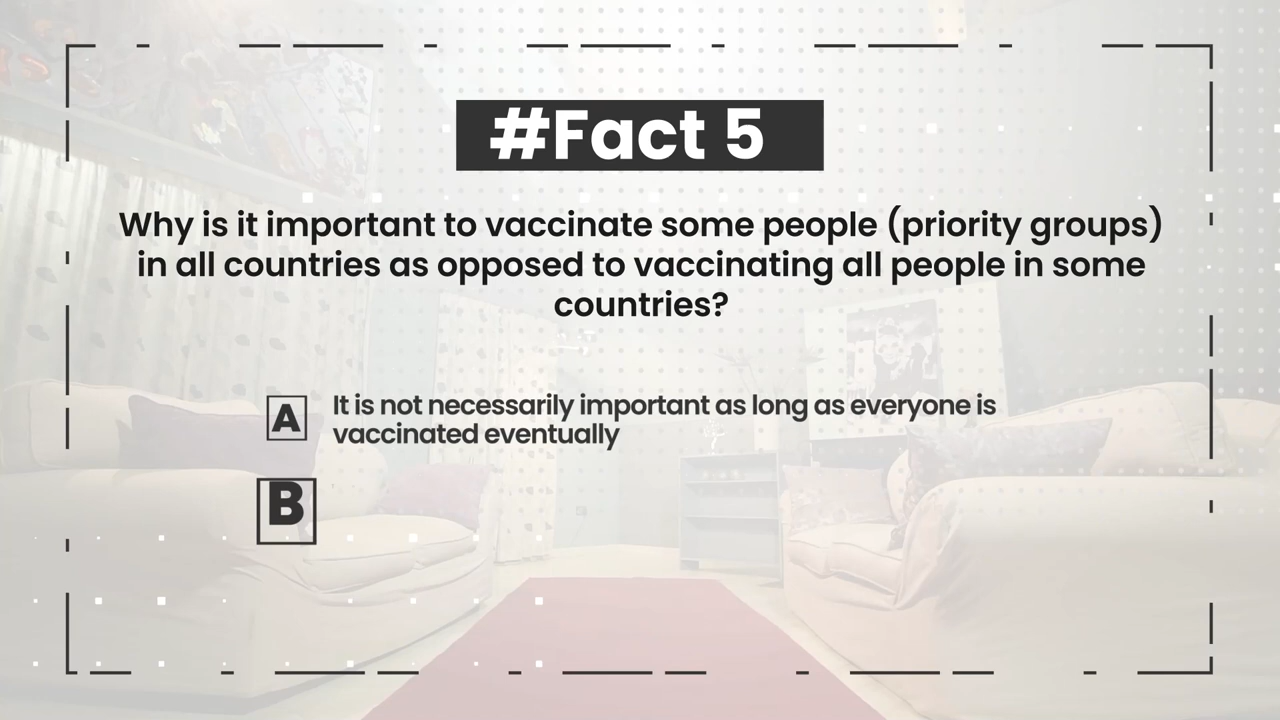 #Fact 5
Why is it important to vaccinate some people (priority groups)
in all countries as opposed to vaccinating all people in some
countries?
A It is not necessarily important as long as everyone is
vaccinated eventually
B